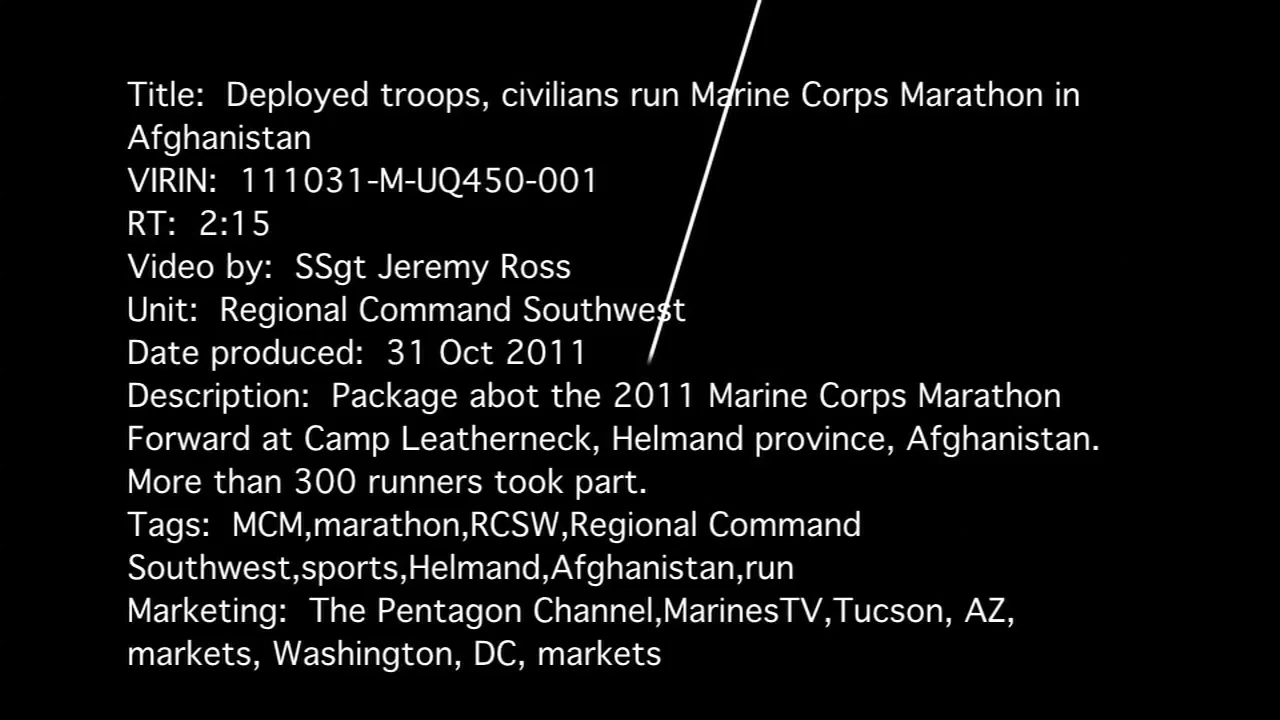 Title:  Deployed troops, civilians run Marine Corps Marathon in
Afghanistan
VIRIN:  111031-M-UQ450-001
RT:  2:15
Video by:  SSgt Jeremy Ross
Unit:  Regional Command Southwest
Date produced:  31 Oct 2011
Description:  Package abot the 2011 Marine Corps Marathon
Forward at Camp Leatherneck, Helmand province, Afghanistan.
More than 300 runners took part.
Tags:  MCM,marathon,RCSW,Regional Command
Southwest,sports,Helmand,Afghanistan,run
Marketing:  The Pentagon Channel,MarinesTV,Tucson, AZ,
markets, Washington, DC, markets